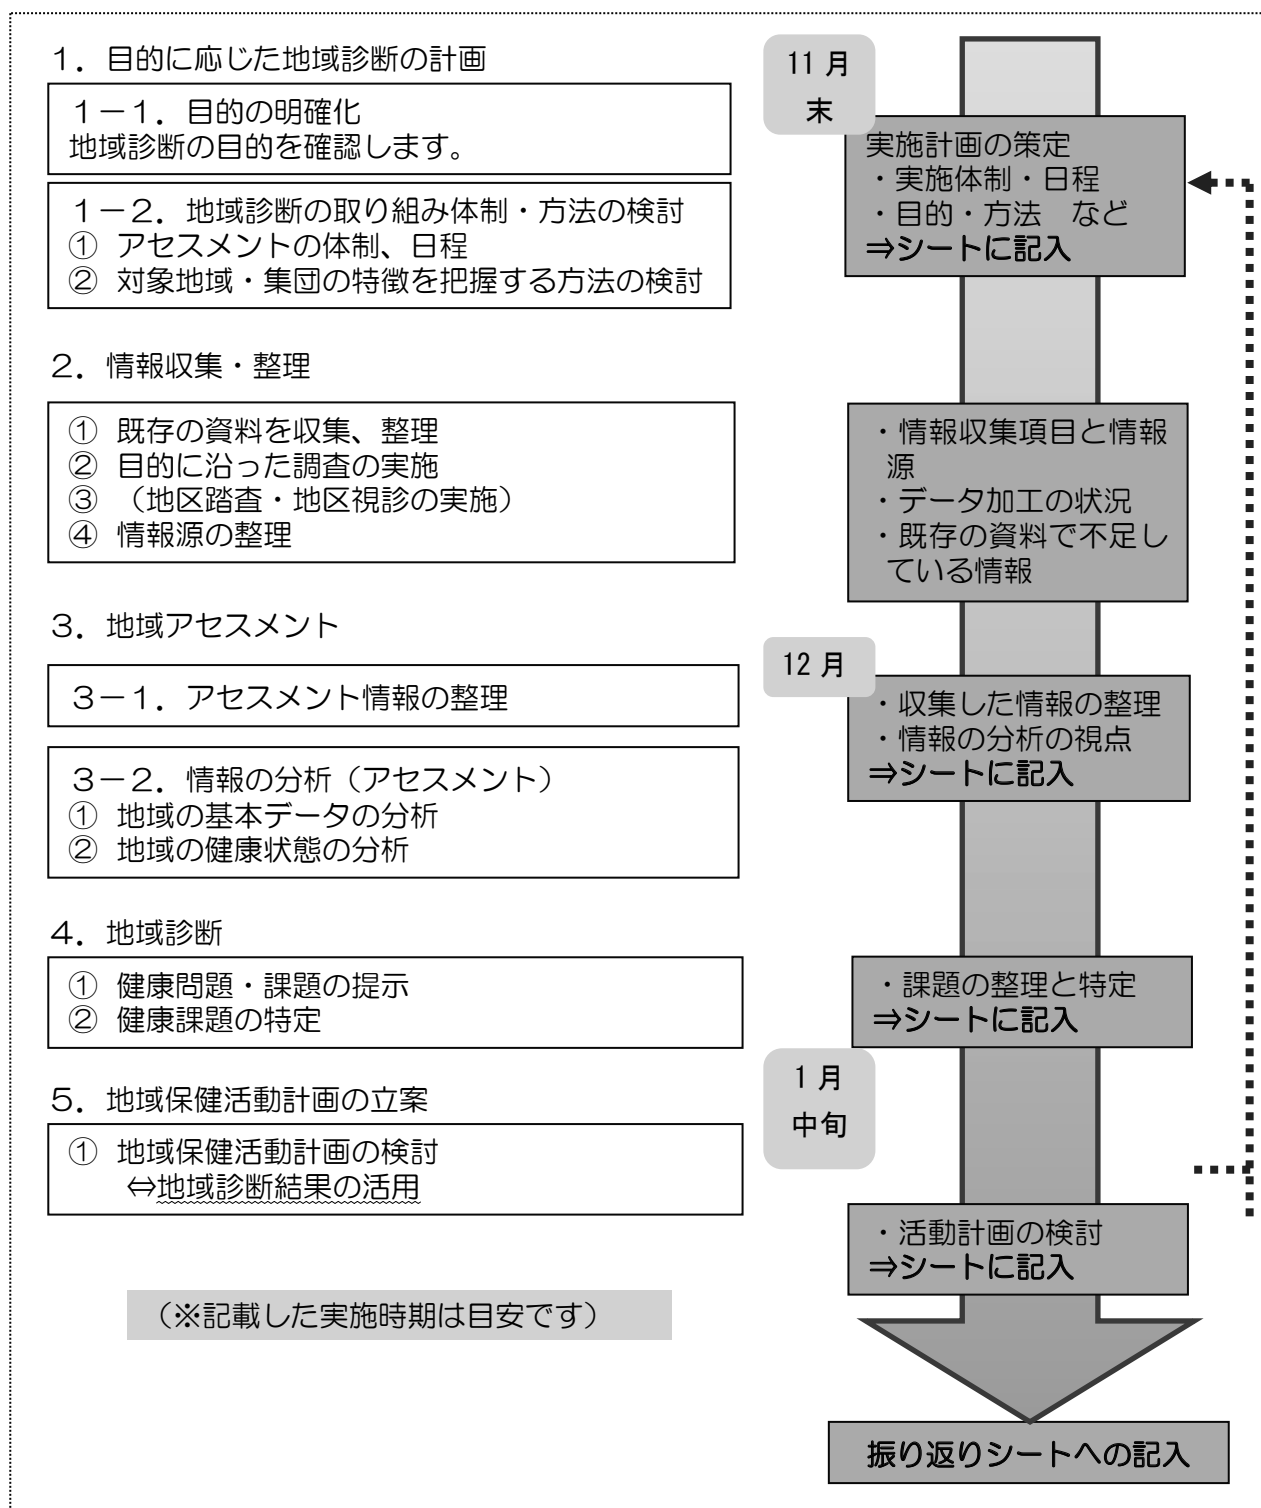 1．目的に応じた地域診断の計画
1－1．目的の明確化
地域診断の目的を確認します。
1－2．地域診断の取り組み体制・方法の検討
① アセスメントの体制、日程
② 対象地域・集団の特徴を把握する方法の検討
11 月
末
実施計画の策定
・実施体制・日程
・目的・方法　など
⇒シートに記入
2．情報収集・整理
① 既存の資料を収集、整理
② 目的に沿った調査の実施
③ （地区踏査・地区視診の実施）
④ 情報源の整理
・情報収集項目と情報
源
・データ加工の状況
・既存の資料で不足し
ている情報
3．地域アセスメント
3－1．アセスメント情報の整理
3－2．情報の分析（アセスメント）
① 地域の基本データの分析
② 地域の健康状態の分析
12 月
・収集した情報の整理
・情報の分析の視点
⇒シートに記入
4．地域診断
① 健康問題・課題の提示
② 健康課題の特定
・課題の整理と特定
⇒シートに記入
5．地域保健活動計画の立案
① 地域保健活動計画の検討
⇔地域診断結果の活用
1 月
中旬
・活動計画の検討
⇒シートに記入
（※記載した実施時期は目安です）
振り返りシートへの記入